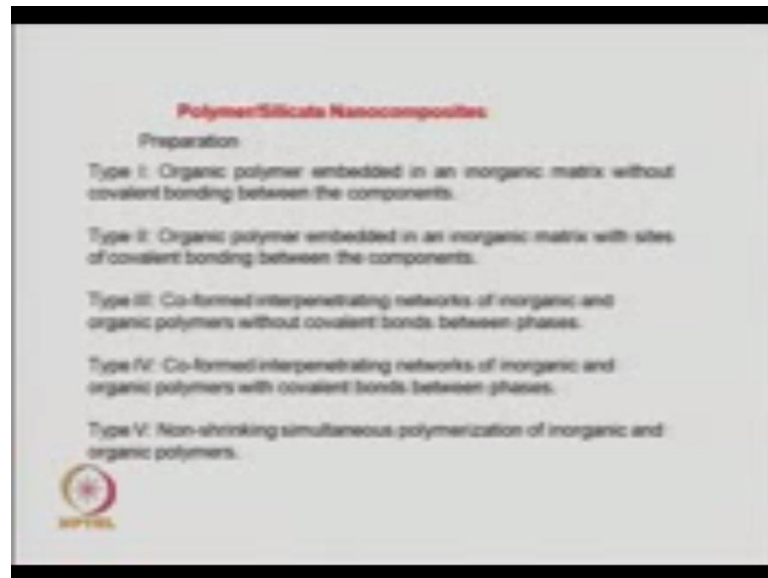 Polymer/Silicate Nanocomposites
Preparation
Type I: Organic polymer embedded in an inorganic matrix without
covalent bonding between the components.
Type II: Organic polymer embedded in an inorganic matrix with sites
of covalent bonding between the components.
Type III: Co-formed interpenetrating networks of inorganic and
organic polymers without covalent bonds between phases.
Type IV: Co-formed interpenetrating networks of inorganic and
organic polymers with covalent bonds between phases.
Type V: Non-shrinking simultaneous polymerization of inorganic and
organic polymers.
NPTEL